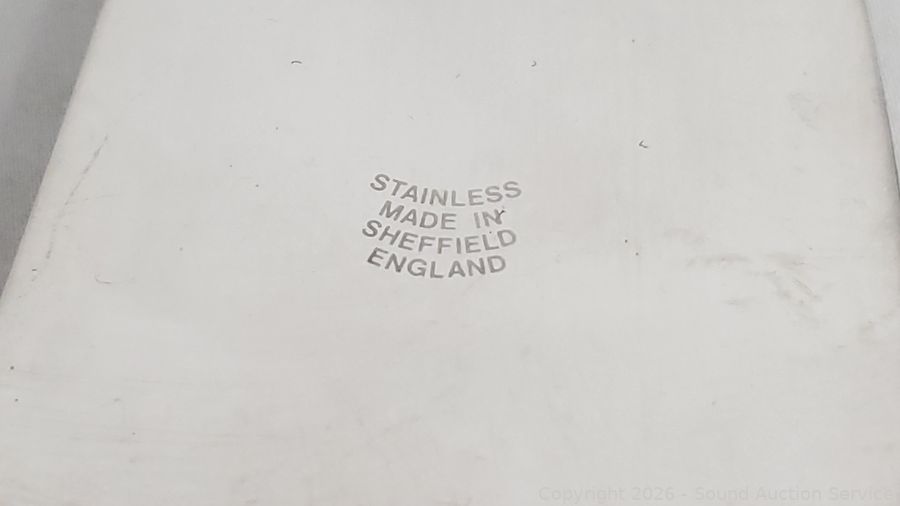 STAINLESS
MADE IN
SHEFFIELD
ENGLAND
Copyright 2026 - Sound Auction Service